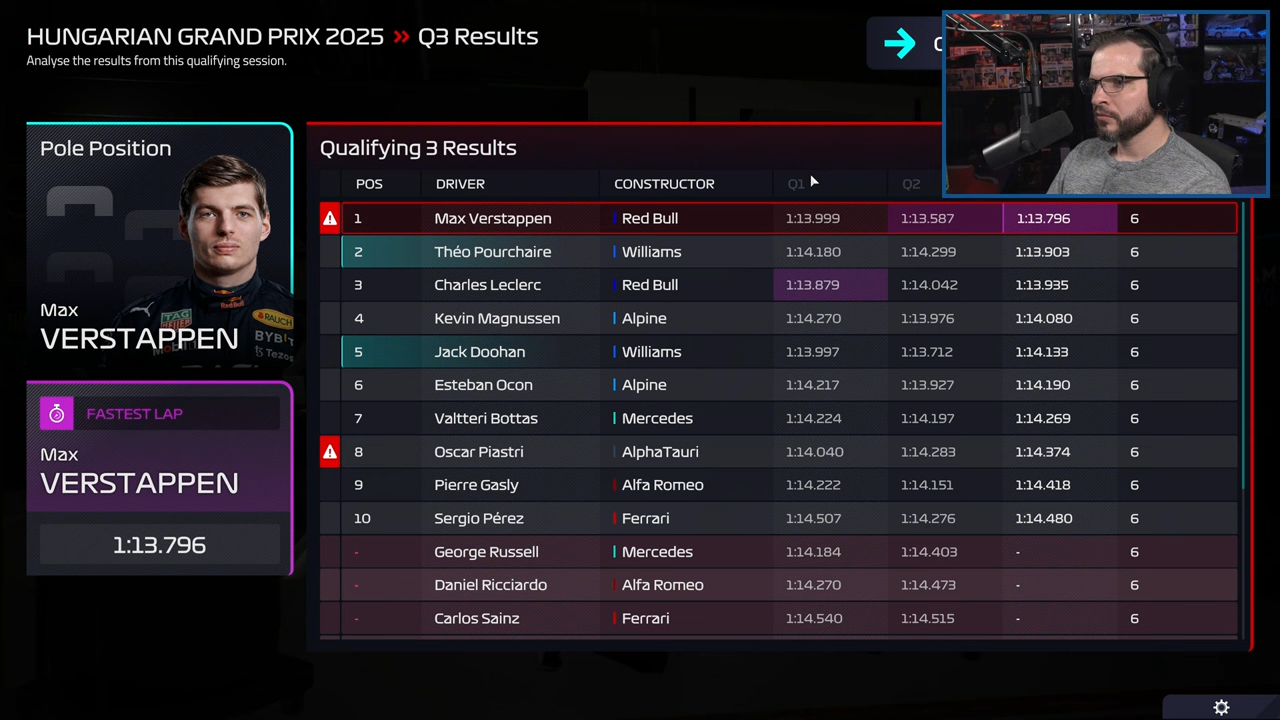 HUNGARIAN GRAND PRIX 2025 » Q3 Results
Analyse the results from this qualifying session.
Pole Position
TAG HEUER
Red Bull
RAUCH
BYBIT
Tezos
Max
VERSTAPPEN
FASTEST LAP
Max
VERSTAPPEN
1:13.796
Qualifying 3 Results
POS DRIVER CONSTRUCTOR Q1 Q2
1 Max Verstappen Red Bull 1:13.999 1:13.587 1:13.796 6
2 Théo Pourchaire Williams 1:14.180 1:14.299 1:13.903 6
3 Charles Leclerc Red Bull 1:13.879 1:14.042 1:13.935 6
4 Kevin Magnussen Alpine 1:14.270 1:13.976 1:14.080 6
5 Jack Doohan Williams 1:13.997 1:13.712 1:14.133 6
6 Esteban Ocon Alpine 1:14.217 1:13.927 1:14.190 6
7 Valtteri Bottas Mercedes 1:14.224 1:14.197 1:14.269 6
8 Oscar Piastri AlphaTauri 1:14.040 1:14.283 1:14.374 6
9 Pierre Gasly Alfa Romeo 1:14.222 1:14.151 1:14.418 6
10 Sergio Pérez Ferrari 1:14.507 1:14.276 1:14.480 6
- George Russell Mercedes 1:14.184 1:14.403 - 6
- Daniel Ricciardo Alfa Romeo 1:14.270 1:14.473 - 6
- Carlos Sainz Ferrari 1:14.540 1:14.515 - 6